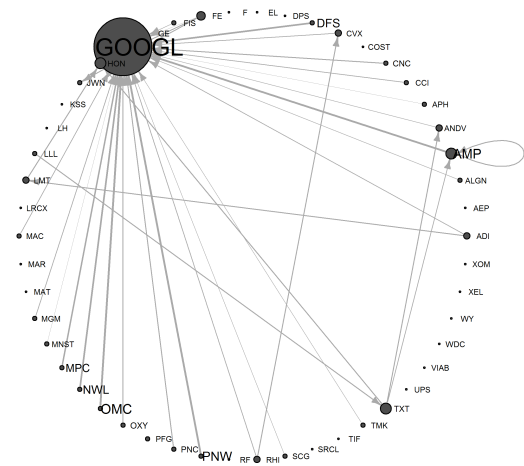 FE
F
EL
DPS
DFS
FIS
GE
GOOGL
HON
CVX
COST
CNC
CCI
APH
ANDV
AMP
ALGN
AEP
ADI
XOM
XEL
WY
WDC
VIAB
UPS
TXT
TMK
TIF
SRCL
SCG
RHI
RF
PNW
PNC
PFG
OXY
OMC
NWL
MPC
MNST
MGM
MAT
MAR
MAC
LRCX
LMT
LLL
LH
KSS
JWN